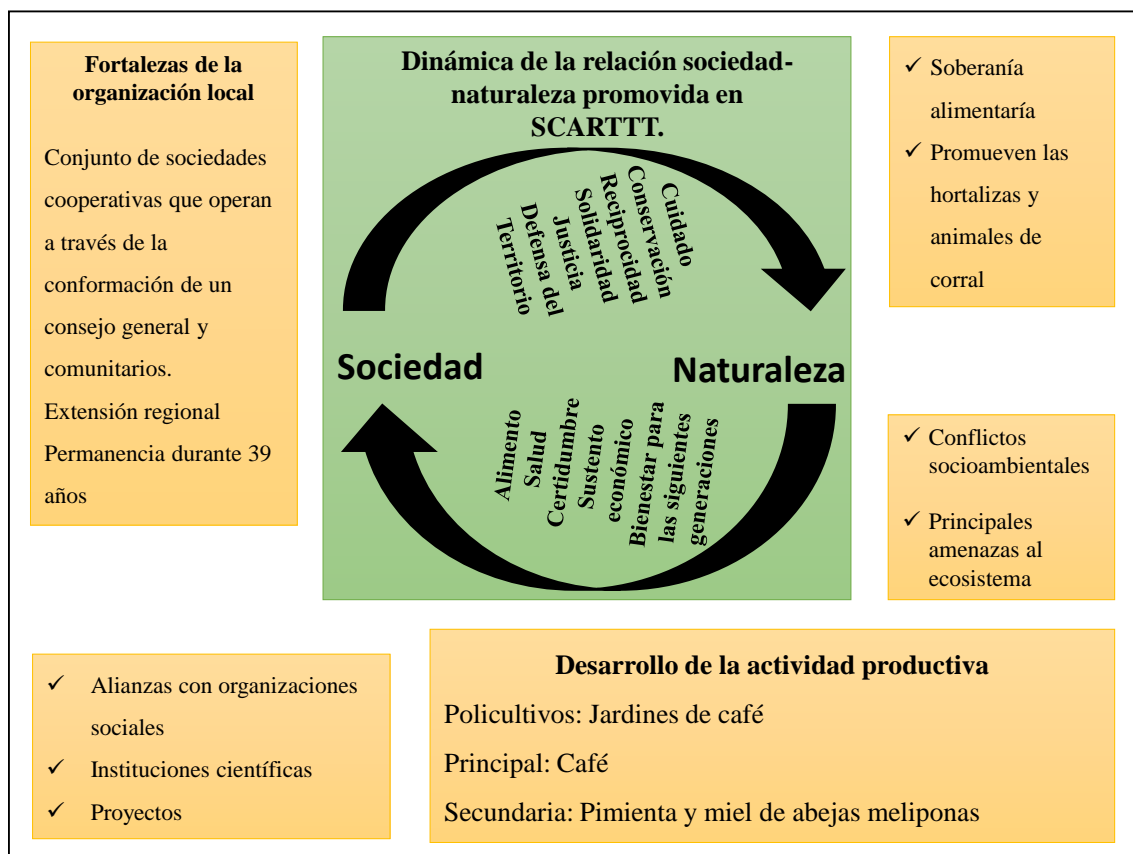 Fortalezas de la
organización local
Conjunto de sociedades
cooperativas que operan
a través de la
conformación de un
consejo general y
comunitarios.
Extensión regional
Permanencia durante 39
años
Dinámica de la relación sociedad-
naturaleza promovida en
SCARTTT.
Defensa del
Territorio
Justicia
Solidaridad
Reciprocidad
Conservación
Cuidado
Sociedad
Naturaleza
Alimento
Salud
Certidumbre
Sustento
económico
Bienestar para
las siguientes
generaciones
✓ Soberanía
alimentaría
✓ Promueven las
hortalizas y
animales de
corral
✓ Conflictos
socioambientales
✓ Principales
amenazas al
ecosistema
✓ Alianzas con organizaciones
sociales
✓ Instituciones científicas
✓ Proyectos
Desarrollo de la actividad productiva
Policultivos: Jardines de café
Principal: Café
Secundaria: Pimienta y miel de abejas meliponas